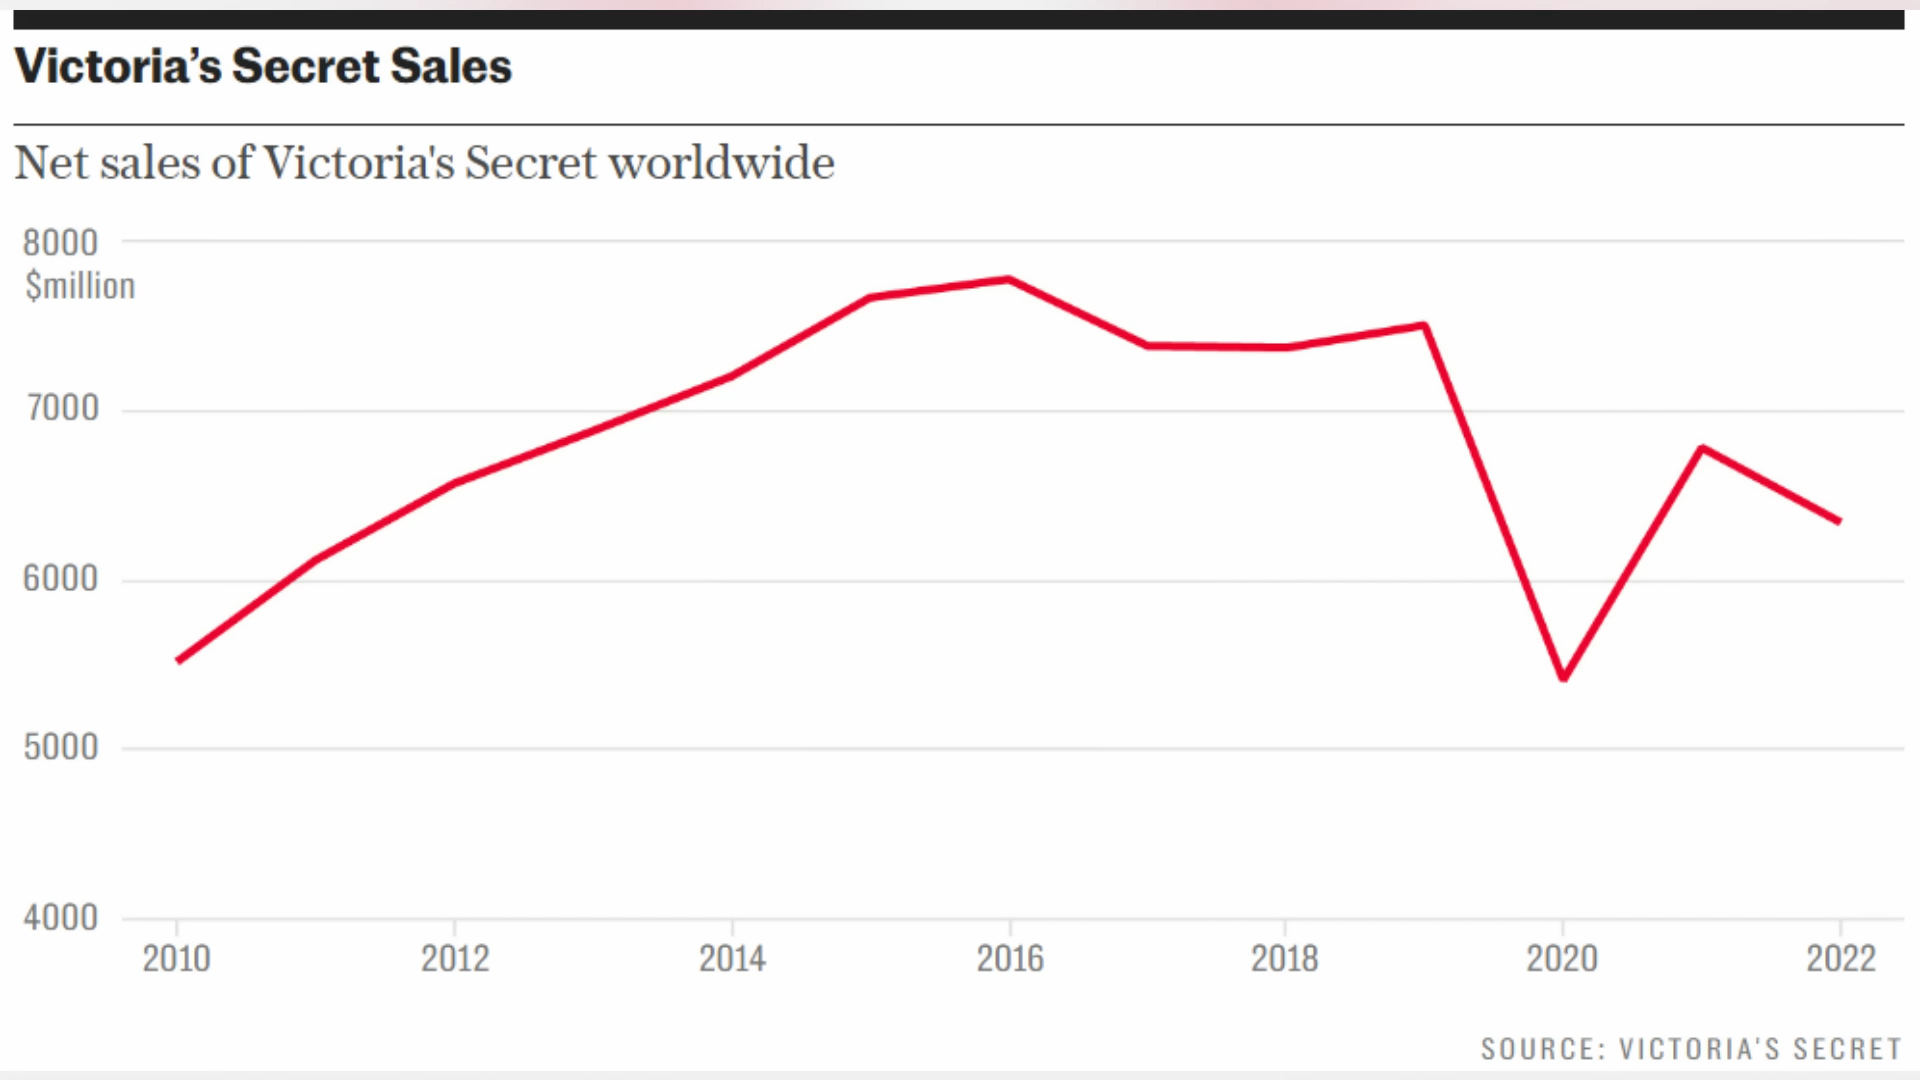 Victoria’s Secret Sales
Net sales of Victoria's Secret worldwide
8000
$million
7000
6000
5000
4000
2010 2012 2014 2016 2018 2020 2022
SOURCE: VICTORIA'S SECRET